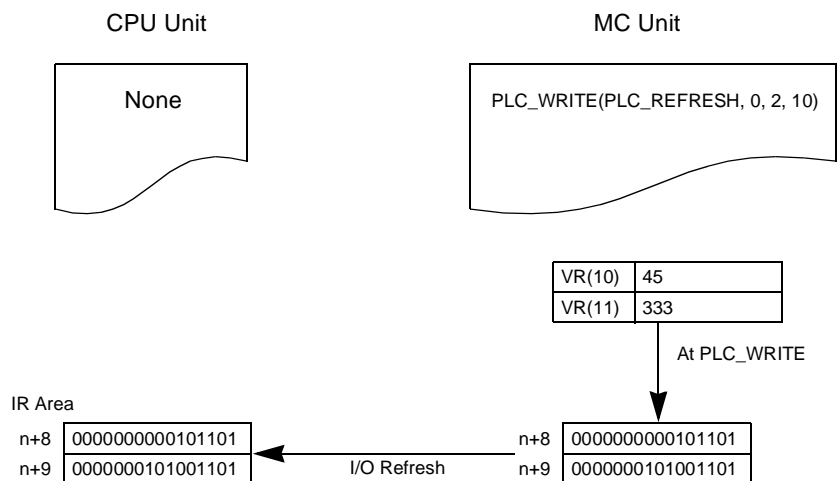 CPU Unit
MC Unit
None
PLC_WRITE(PLC_REFRESH, 0, 2, 10)
VR(10) 45
VR(11) 333
At PLC_WRITE
IR Area
n+8 0000000000101101
n+9 0000000101001101
I/O Refresh
n+8 0000000000101101
n+9 0000000101001101